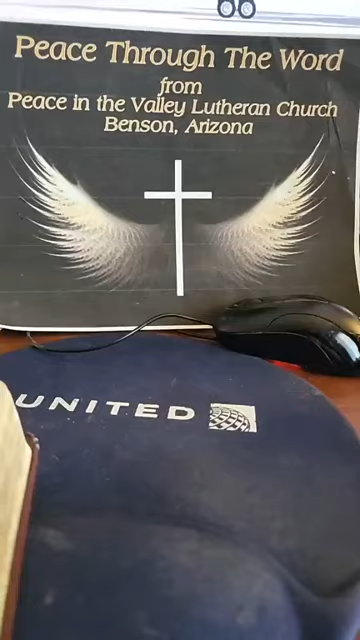 Peace Through The Word
from
Peace in the Valley Lutheran Church
Benson, Arizona
UNITED